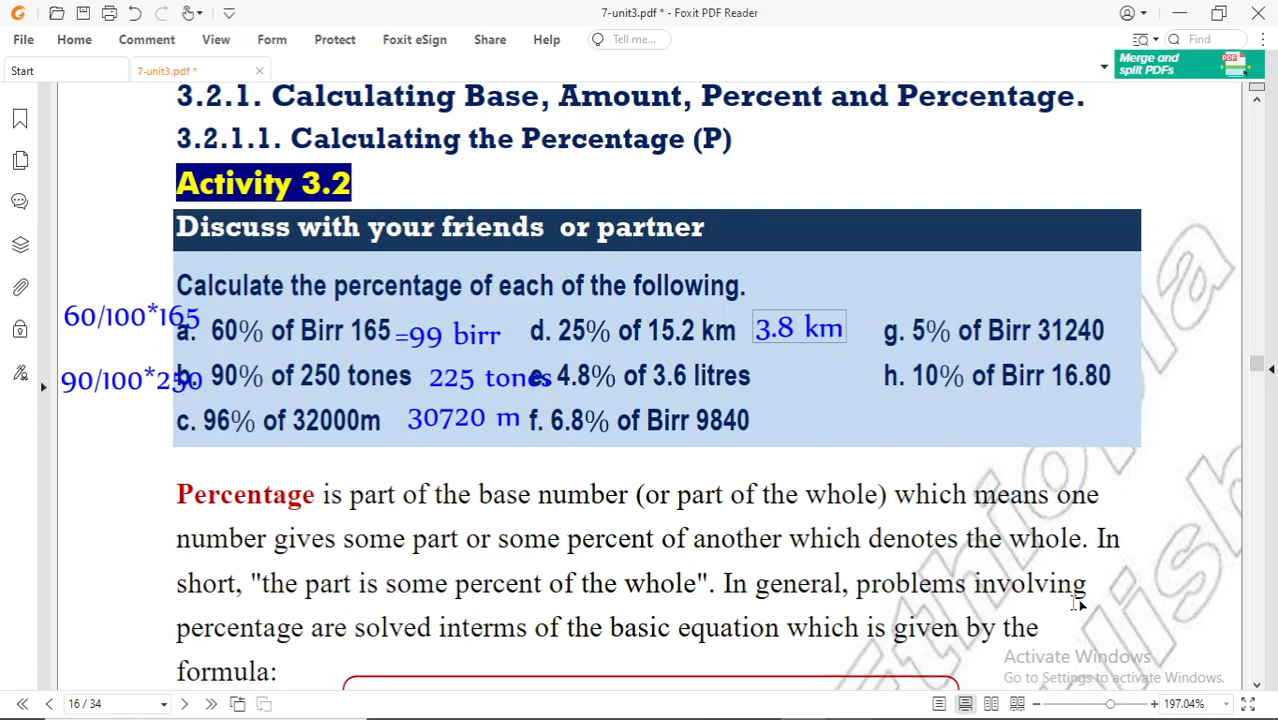 7-unit3.pdf * - Foxit PDF Reader
File Home Comment View Form Protect Foxit eSign Share Help Tell me... Find
Start 7-unit3.pdf * Merge and split PDFs
3.2.1. Calculating Base, Amount, Percent and Percentage.
3.2.1.1. Calculating the Percentage (P)
Activity 3.2
Discuss with your friends or partner
Calculate the percentage of each of the following.
60/100*165
a. 60% of Birr 165 =99 birr d. 25% of 15.2 km 3.8 km g. 5% of Birr 31240
90/100*250
b. 90% of 250 tones 225 tones e. 4.8% of 3.6 litres h. 10% of Birr 16.80
c. 96% of 32000m 30720 m f. 6.8% of Birr 9840
Percentage is part of the base number (or part of the whole) which means one
number gives some part or some percent of another which denotes the whole. In
short, "the part is some percent of the whole". In general, problems involving
percentage are solved interms of the basic equation which is given by the
formula:
Activate Windows
Go to Settings to activate Windows.
16 / 34 197.04%